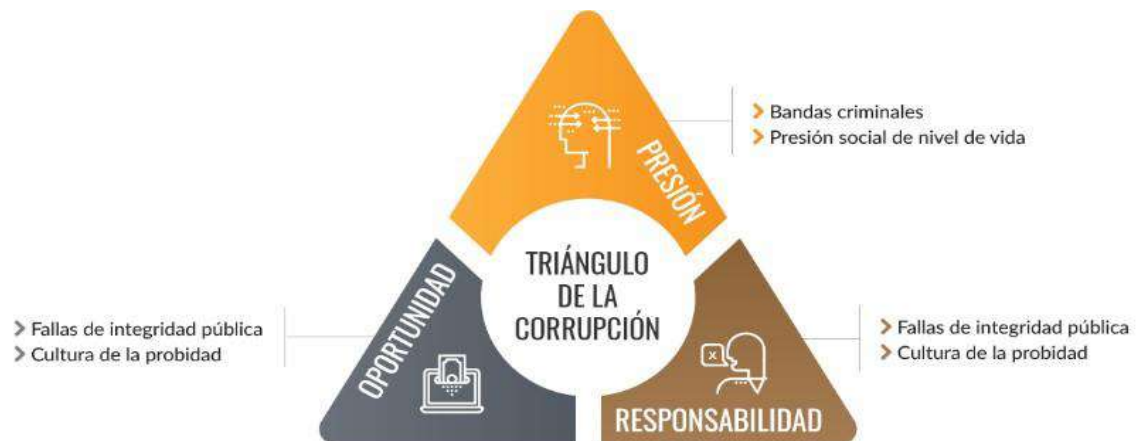 Bandas criminales
Presión social de nivel de vida
PRESIÓN
TRIÁNGULO
DE LA
CORRUPCIÓN
OPORTUNIDAD
Fallas de integridad pública
Cultura de la probidad
Fallas de integridad pública
Cultura de la probidad
x
RESPONSABILIDAD